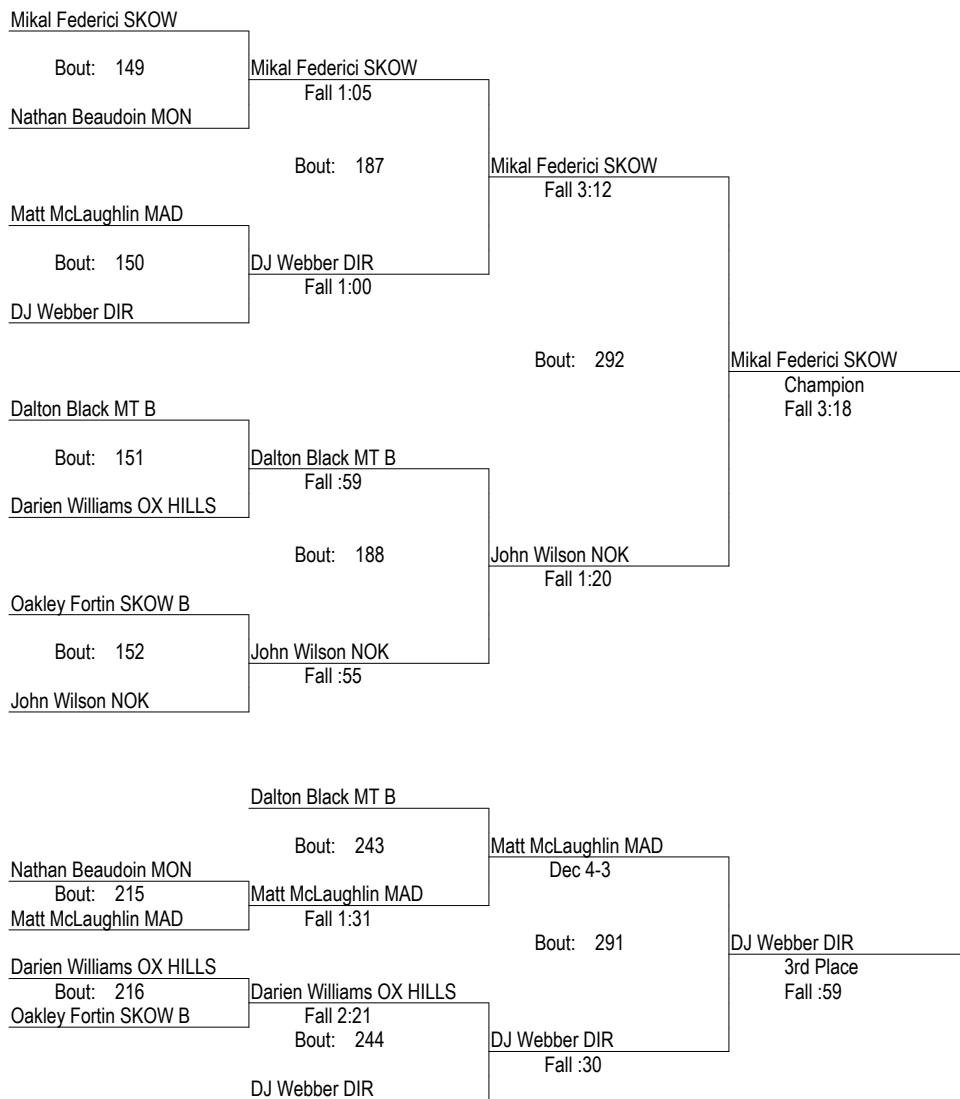 Mikal Federici SKOW
Bout: 149
Mikal Federici SKOW
Fall 1:05
Nathan Beaudoin MON
Bout: 187
Mikal Federici SKOW
Fall 3:12
Matt McLaughlin MAD
Bout: 150
DJ Webber DIR
Fall 1:00
DJ Webber DIR
Bout: 292
Mikal Federici SKOW
Champion
Fall 3:18
Dalton Black MT B
Bout: 151
Dalton Black MT B
Fall :59
Darien Williams OX HILLS
Bout: 188
John Wilson NOK
Fall 1:20
Oakley Fortin SKOW B
Bout: 152
John Wilson NOK
Fall :55
John Wilson NOK
Dalton Black MT B
Bout: 243
Matt McLaughlin MAD
Dec 4-3
Nathan Beaudoin MON
Bout: 215
Matt McLaughlin MAD
Fall 1:31
Matt McLaughlin MAD
Bout: 291
DJ Webber DIR
3rd Place
Fall :59
Darien Williams OX HILLS
Bout: 216
Darien Williams OX HILLS
Fall 2:21
Oakley Fortin SKOW B
Bout: 244
DJ Webber DIR
Fall :30
DJ Webber DIR